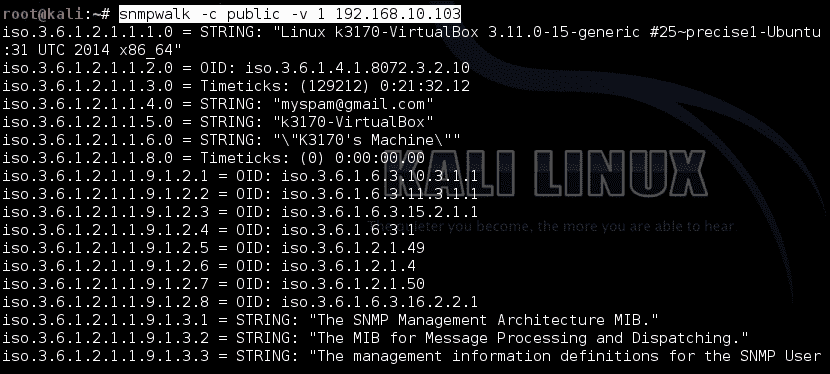 root@kali:~# snmpwalk -c public -v 1 192.168.10.103
iso.3.6.1.2.1.1.1.0 = STRING: "Linux k3170-VirtualBox 3.11.0-15-generic #25~precise1-Ubuntu
:31 UTC 2014 x86_64"
iso.3.6.1.2.1.1.2.0 = OID: iso.3.6.1.4.1.8072.3.2.10
iso.3.6.1.2.1.1.3.0 = Timeticks: (129212) 0:21:32.12
iso.3.6.1.2.1.1.4.0 = STRING: "myspam@gmail.com"
iso.3.6.1.2.1.1.5.0 = STRING: "k3170-VirtualBox"
iso.3.6.1.2.1.1.6.0 = STRING: "\"K3170's Machine\""
iso.3.6.1.2.1.1.8.0 = Timeticks: (0) 0:00:00.00
iso.3.6.1.2.1.1.9.1.2.1 = OID: iso.3.6.1.6.3.10.3.1.1
iso.3.6.1.2.1.1.9.1.2.2 = OID: iso.3.6.1.6.3.11.3.1.1
iso.3.6.1.2.1.1.9.1.2.3 = OID: iso.3.6.1.6.3.15.2.1.1
iso.3.6.1.2.1.1.9.1.2.4 = OID: iso.3.6.1.6.3.1
iso.3.6.1.2.1.1.9.1.2.5 = OID: iso.3.6.1.2.1.49
iso.3.6.1.2.1.1.9.1.2.6 = OID: iso.3.6.1.2.1.4
iso.3.6.1.2.1.1.9.1.2.7 = OID: iso.3.6.1.2.1.50
iso.3.6.1.2.1.1.9.1.2.8 = OID: iso.3.6.1.6.3.16.2.2.1
iso.3.6.1.2.1.1.9.1.3.1 = STRING: "The SNMP Management Architecture MIB."
iso.3.6.1.2.1.1.9.1.3.2 = STRING: "The MIB for Message Processing and Dispatching."
iso.3.6.1.2.1.1.9.1.3.3 = STRING: "The management information definitions for the SNMP User
KALI LINUX
you become, the more you are able to hear